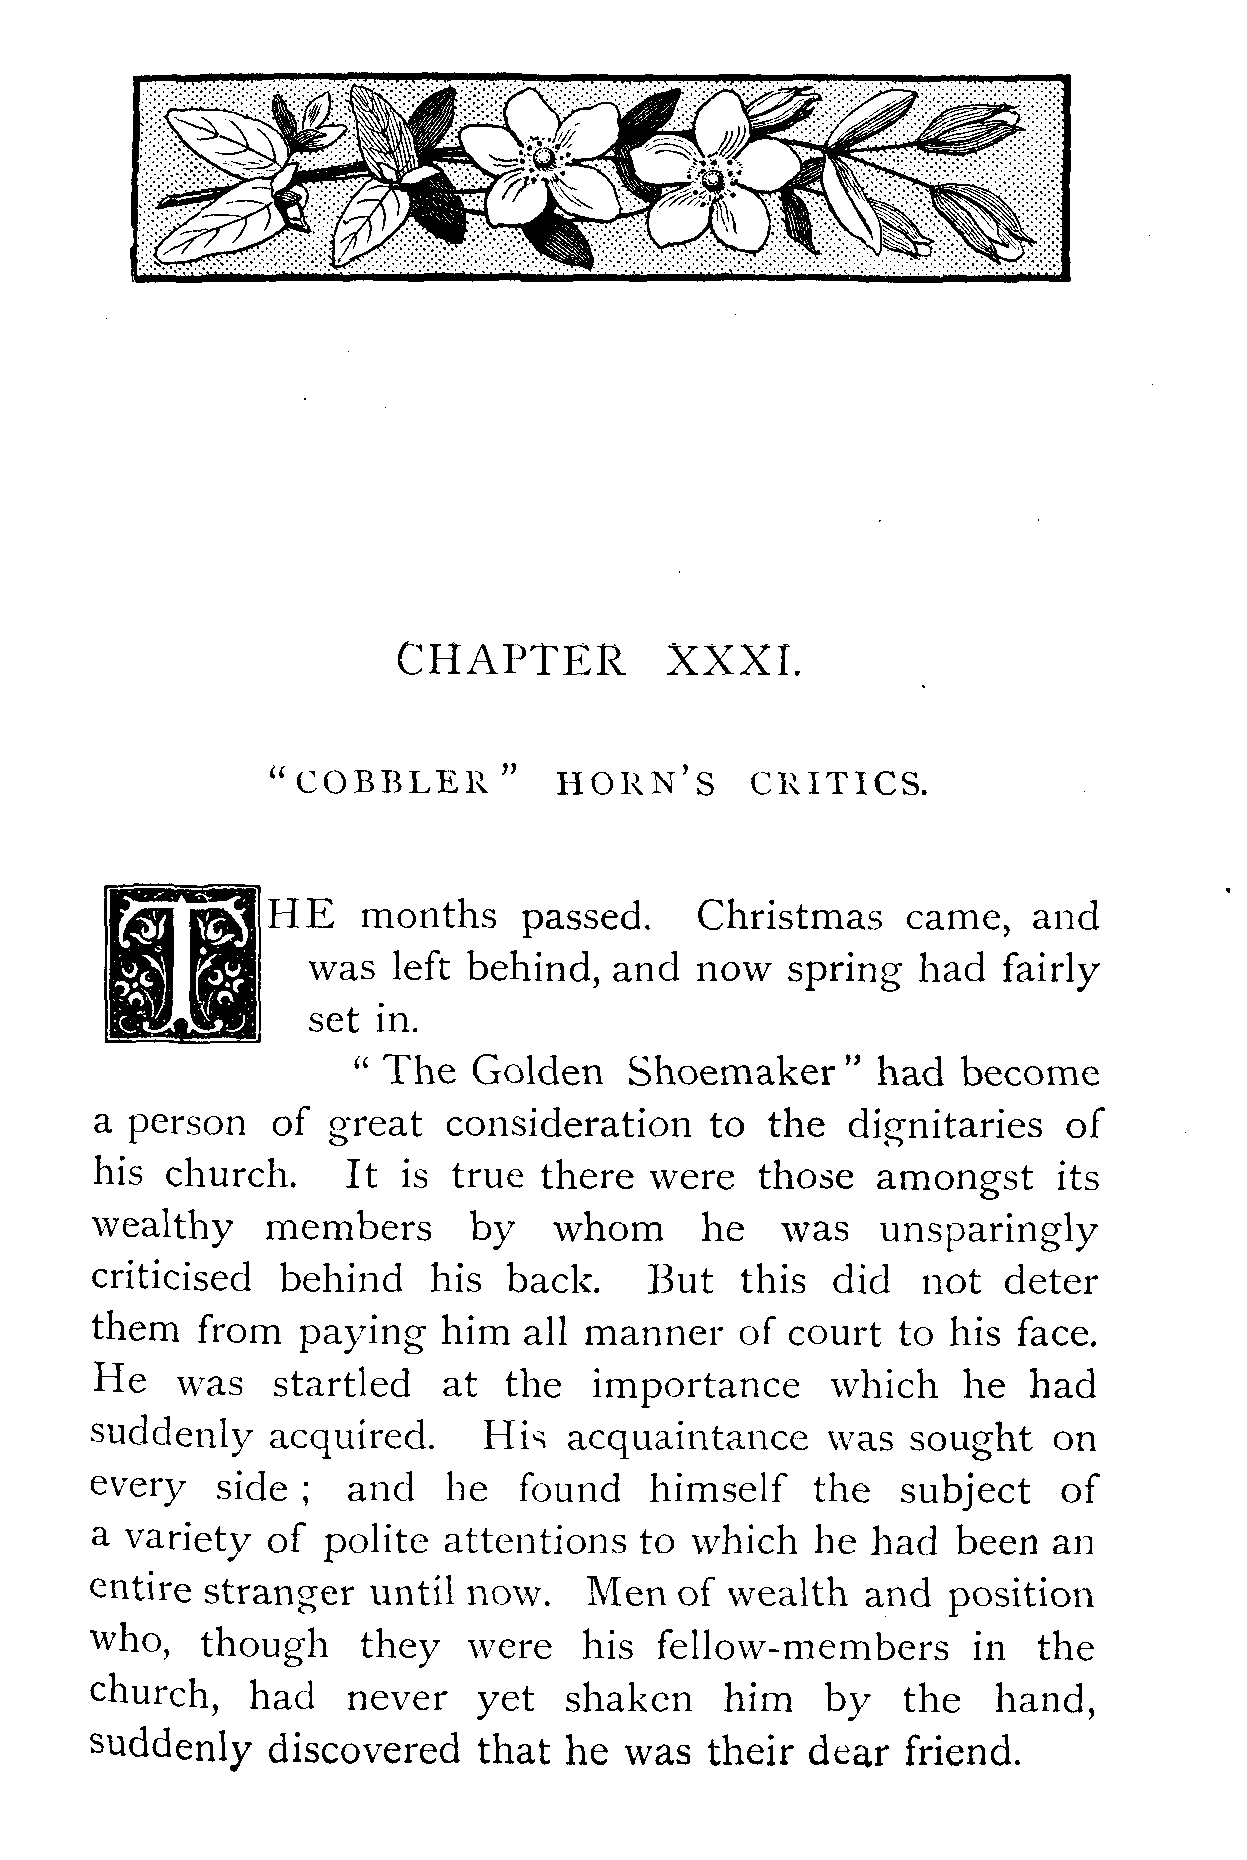 CHAPTER XXXI.
"COBBLER" HORN'S CRITICS.
THE months passed. Christmas came, and
was left behind, and now spring had fairly
set in.
"The Golden Shoemaker" had become
a person of great consideration to the dignitaries of
his church. It is true there were those amongst its
wealthy members by whom he was unsparingly
criticised behind his back. But this did not deter
them from paying him all manner of court to his face.
He was startled at the importance which he had
suddenly acquired. His acquaintance was sought on
every side; and he found himself the subject of
a variety of polite attentions to which he had been an
entire stranger until now. Men of wealth and position
who, though they were his fellow-members in the
church, had never yet shaken him by the hand,
suddenly discovered that he was their dear friend.